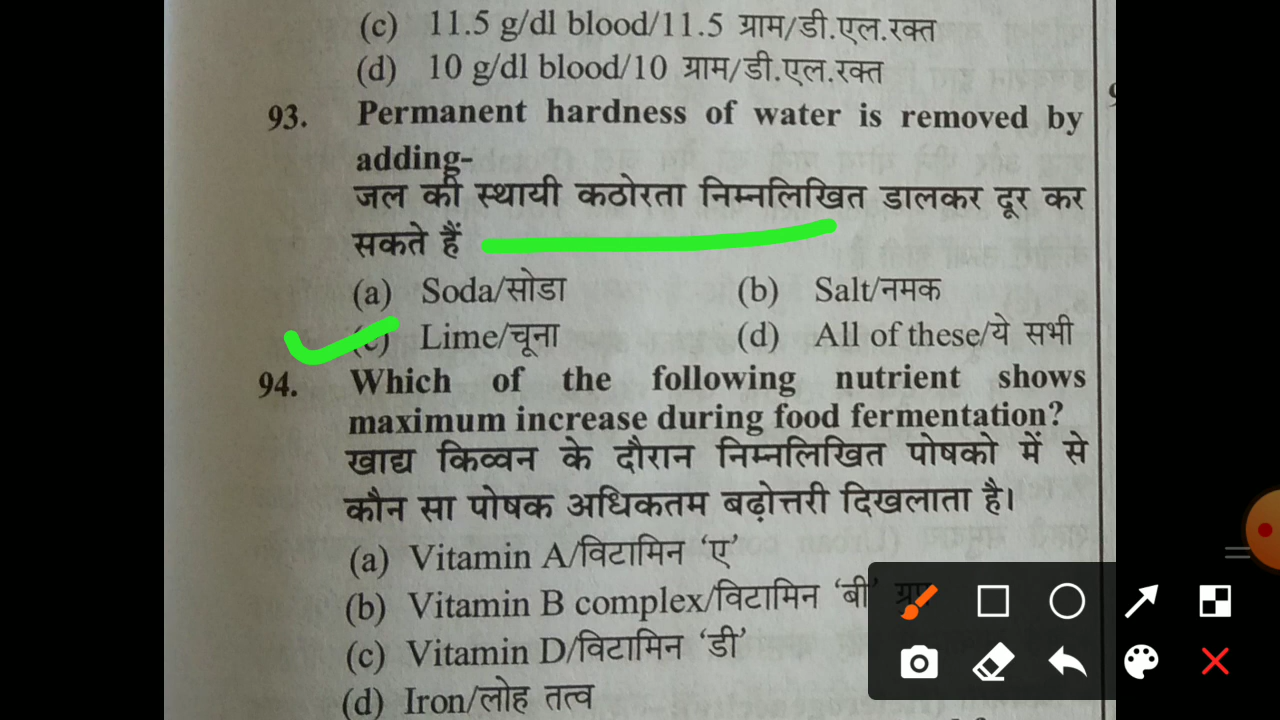 (c) 11.5 g/dl blood/11.5 ग्राम/डी.एल.रक्त
(d) 10 g/dl blood/10 ग्राम/डी.एल.रक्त
93. Permanent hardness of water is removed by
adding-
जल की स्थायी कठोरता निम्नलिखित डालकर दूर कर
सकते हैं
(a) Soda/सोडा (b) Salt/नमक
(c) Lime/चूना (d) All of these/ये सभी
94. Which of the following nutrient shows
maximum increase during food fermentation?
खाद्य किण्वन के दौरान निम्नलिखित पोषको में से
कौन सा पोषक अधिकतम बढ़ोत्तरी दिखलाता है।
(a) Vitamin A/विटामिन ‘ए’
(b) Vitamin B complex/विटामिन ‘बी’
(c) Vitamin D/विटामिन ‘डी’
(d) Iron/लोह तत्व